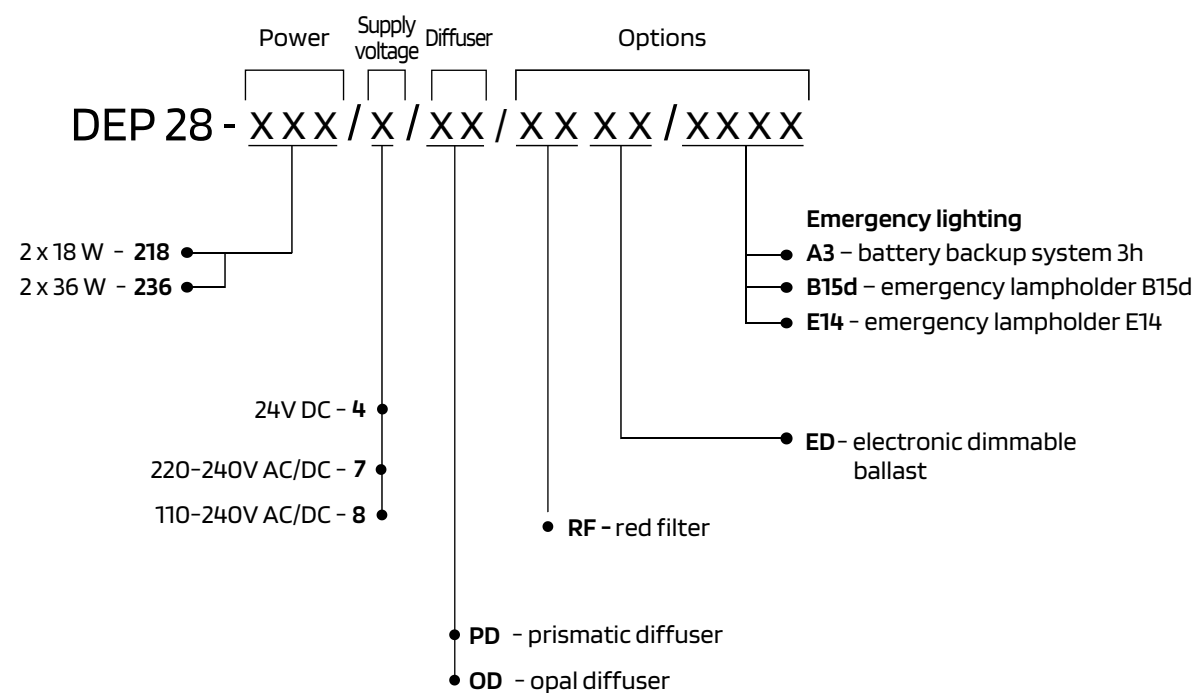 Power
Supply
voltage
Diffuser
Options
DEP 28 - XXX / X / XX / XX XX / XXXX
Emergency lighting
2 x 18 W - 218
A3 – battery backup system 3h
2 x 36 W - 236
B15d – emergency lampholder B15d
E14 - emergency lampholder E14
24V DC - 4
ED - electronic dimmable
ballast
220-240V AC/DC - 7
110-240V AC/DC - 8
RF - red filter
PD - prismatic diffuser
OD - opal diffuser